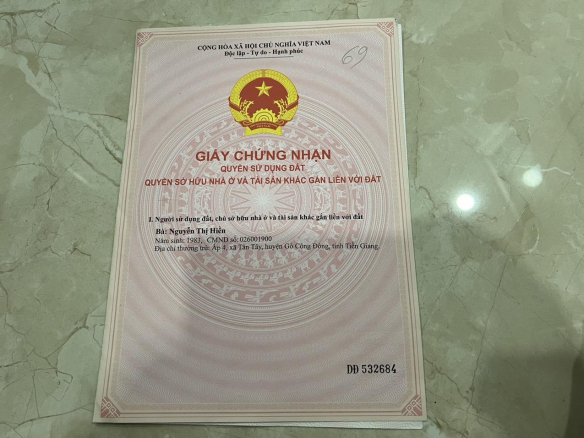 CỘNG HÒA XÃ HỘI CHỦ NGHĨA VIỆT NAM
Độc lập - Tự do - Hạnh phúc
69
GIẤY CHỨNG NHẬN
QUYỀN SỬ DỤNG ĐẤT
QUYỀN SỞ HỮU NHÀ Ở VÀ TÀI SẢN KHÁC GẮN LIỀN VỚI ĐẤT
I. Người sử dụng đất, chủ sở hữu nhà ở và tài sản khác gắn liền với đất
Bà: Nguyễn Thị Hiền
Năm sinh: 1983, CMND số: 026001900
Địa chỉ thường trú: Ấp 4, xã Tân Tây, huyện Gò Công Đông, tỉnh Tiền Giang.
DĐ 532684